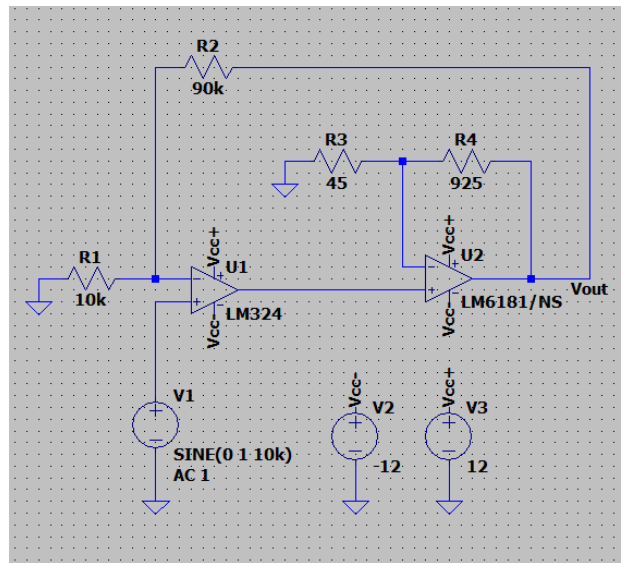 R2
90k
R3
45
R4
925
R1
10k
Vcc+
U1
LM324
Vcc-
Vcc+
U2
LM6181/NS
Vcc-
Vout
V1
SINE(0 1 10k)
AC 1
Vcc-
V2
-12
Vcc+
V3
12